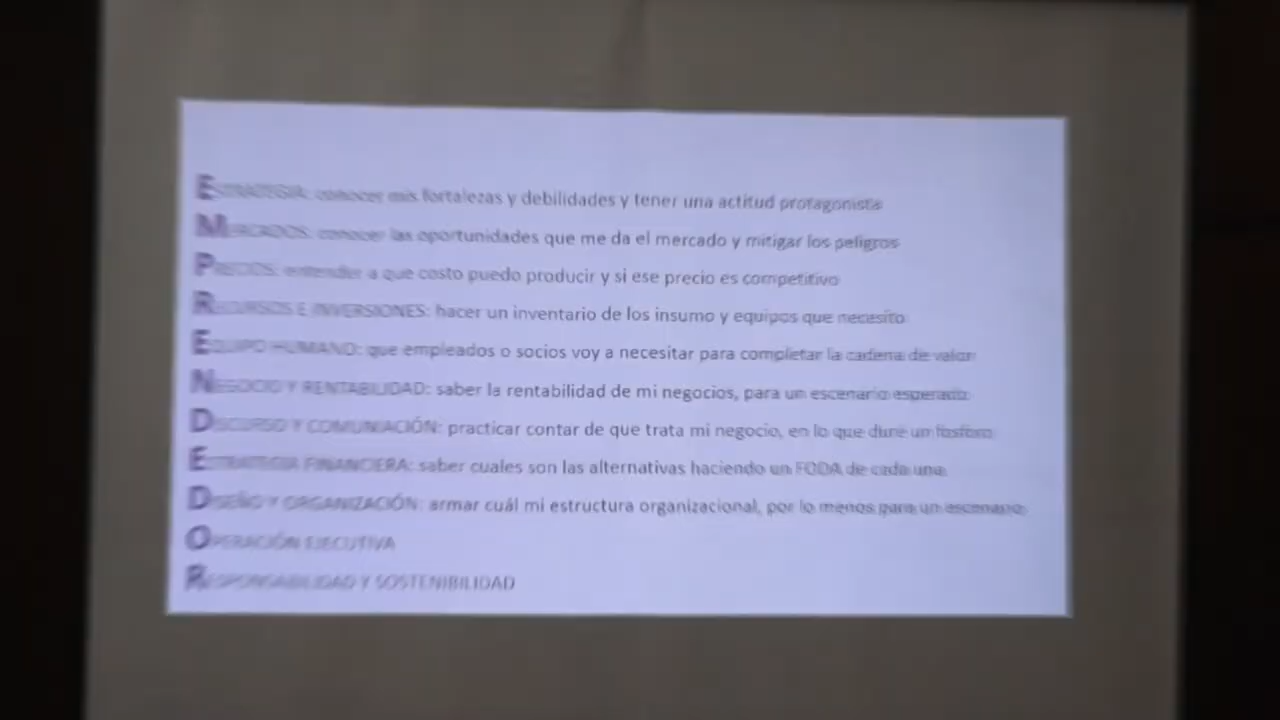 ESTRATEGIA: conocer mis fortalezas y debilidades y tener una actitud protagonista
MERCADOS: conocer las oportunidades que me da el mercado y mitigar los peligros
PRECIOS: entender a que costo puedo producir y si ese precio es competitivo
RECURSOS E INVERSIONES: hacer un inventario de los insumo y equipos que necesito
EQUIPO HUMANO: que empleados o socios voy a necesitar para completar la cadena de valor
NEGOCIO Y RENTABILIDAD: saber la rentabilidad de mi negocios, para un escenario esperado
DISCURSO Y COMUNIACIÓN: practicar contar de que trata mi negocio, en lo que dure un fosforo
ESTRATEGIA FINANCIERA: saber cuales son las alternativas haciendo un FODA de cada una
DISEÑO Y ORGANIZACIÓN: armar cuál mi estructura organizacional, por lo menos para un escenario
OPERACIÓN EJECUTIVA
RESPONSABILIDAD Y SOSTENIBILIDAD